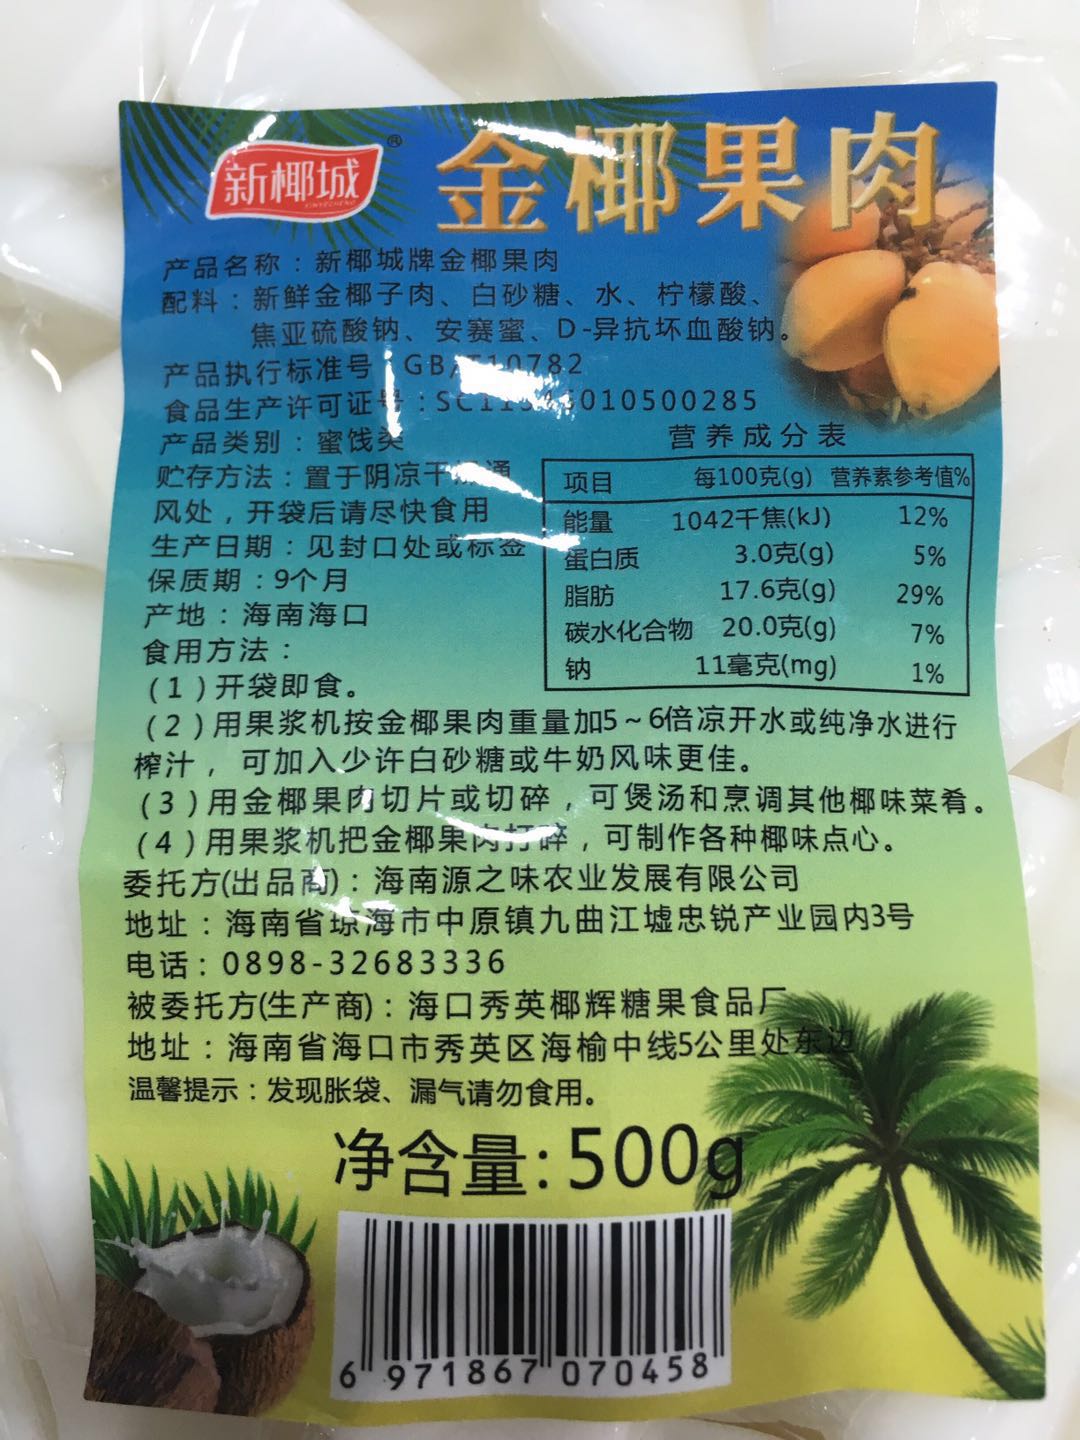 新椰城®
XINYECHENG
金椰果肉
产品名称：新椰城牌金椰果肉
配料：新鲜金椰子肉、白砂糖、水、柠檬酸、
焦亚硫酸钠、安赛蜜、D-异抗坏血酸钠。
产品执行标准号：GB/T10782
食品生产许可证号：SC11 010500285
产品类别：蜜饯类
贮存方法：置于阴凉干燥通
风处，开袋后请尽快食用
生产日期：见封口处或标签
保质期：9个月
产地：海南海口
营养成分表
项目 每100克(g) 营养素参考值%
能量 1042千焦(kJ) 12%
蛋白质 3.0克(g) 5%
脂肪 17.6克(g) 29%
碳水化合物 20.0克(g) 7%
钠 11毫克(mg) 1%
食用方法：
(1)开袋即食。
(2)用果浆机按金椰果肉重量加5~6倍凉开水或纯净水进行
榨汁，可加入少许白砂糖或牛奶风味更佳。
(3)用金椰果肉切片或切碎，可煲汤和烹调其他椰味菜肴。
(4)用果浆机把金椰果肉打碎，可制作各种椰味点心。
委托方(出品商)：海南源之味农业发展有限公司
地址：海南省琼海市中原镇九曲江墟忠锐产业园内3号
电话：0898-32683336
被委托方(生产商)：海口秀英椰辉糖果食品厂
地址：海南省海口市秀英区海榆中线5公里处东边
温馨提示：发现胀袋、漏气请勿食用。
净含量:500g
6 971867 070458